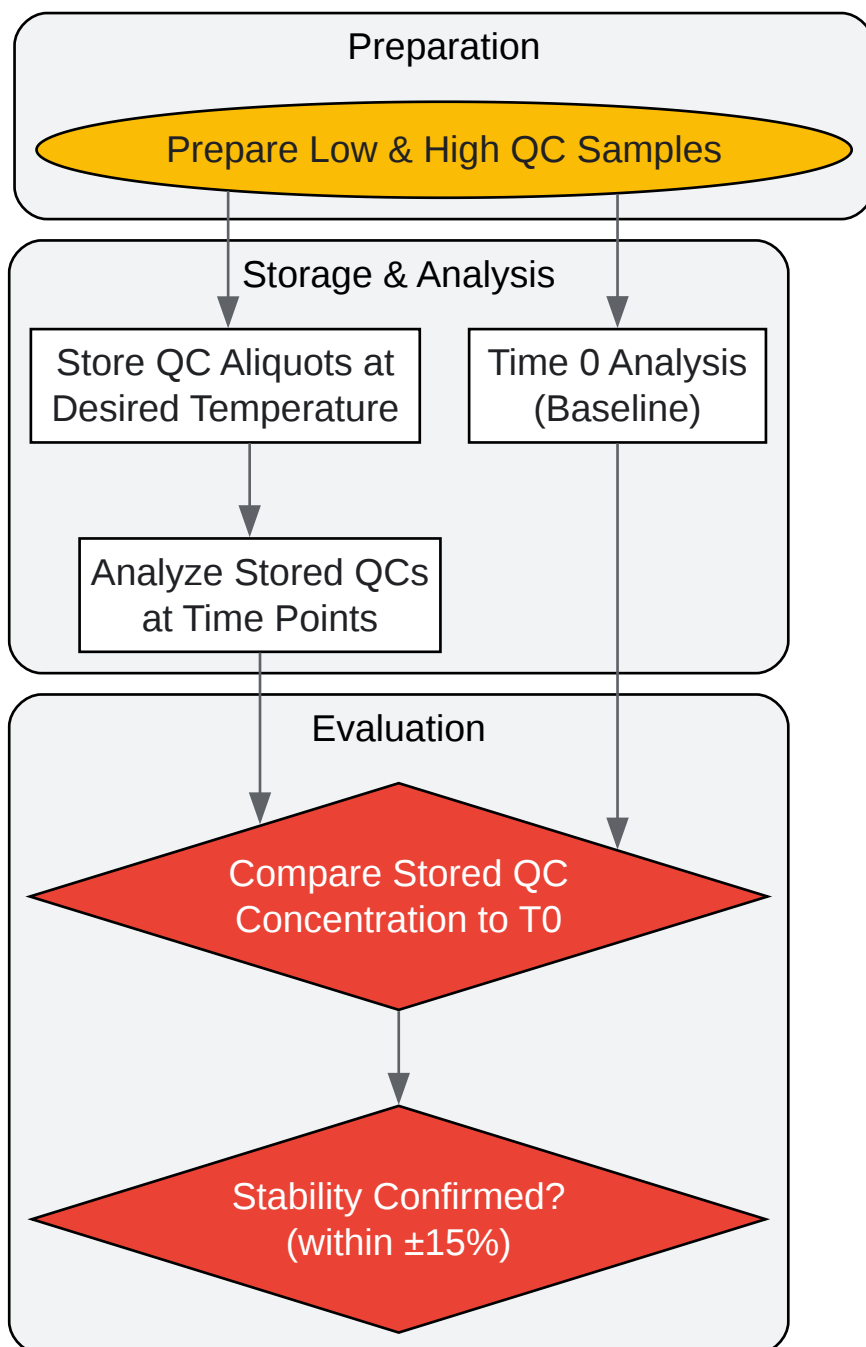 Preparation
Prepare Low & High QC Samples
Storage & Analysis
Store QC Aliquots at
Desired Temperature
Time 0 Analysis
(Baseline)
Analyze Stored QCs
at Time Points
Evaluation
Compare Stored QC
Concentration to T0
Stability Confirmed?
(within ±15%)